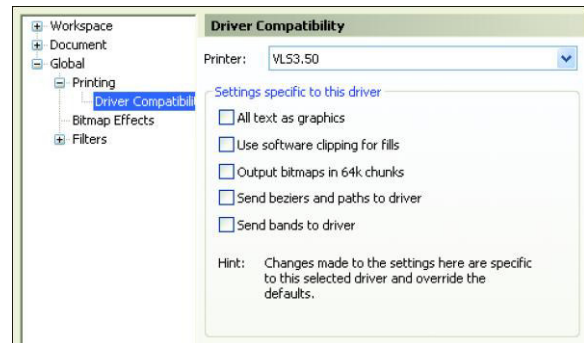 Workspace
Document
Global
Printing
Driver Compatibili
Bitmap Effects
Filters
Driver Compatibility
Printer: VLS3.50
Settings specific to this driver
All text as graphics
Use software clipping for fills
Output bitmaps in 64k chunks
Send beziers and paths to driver
Send bands to driver
Hint: Changes made to the settings here are specific
to this selected driver and override the
defaults.